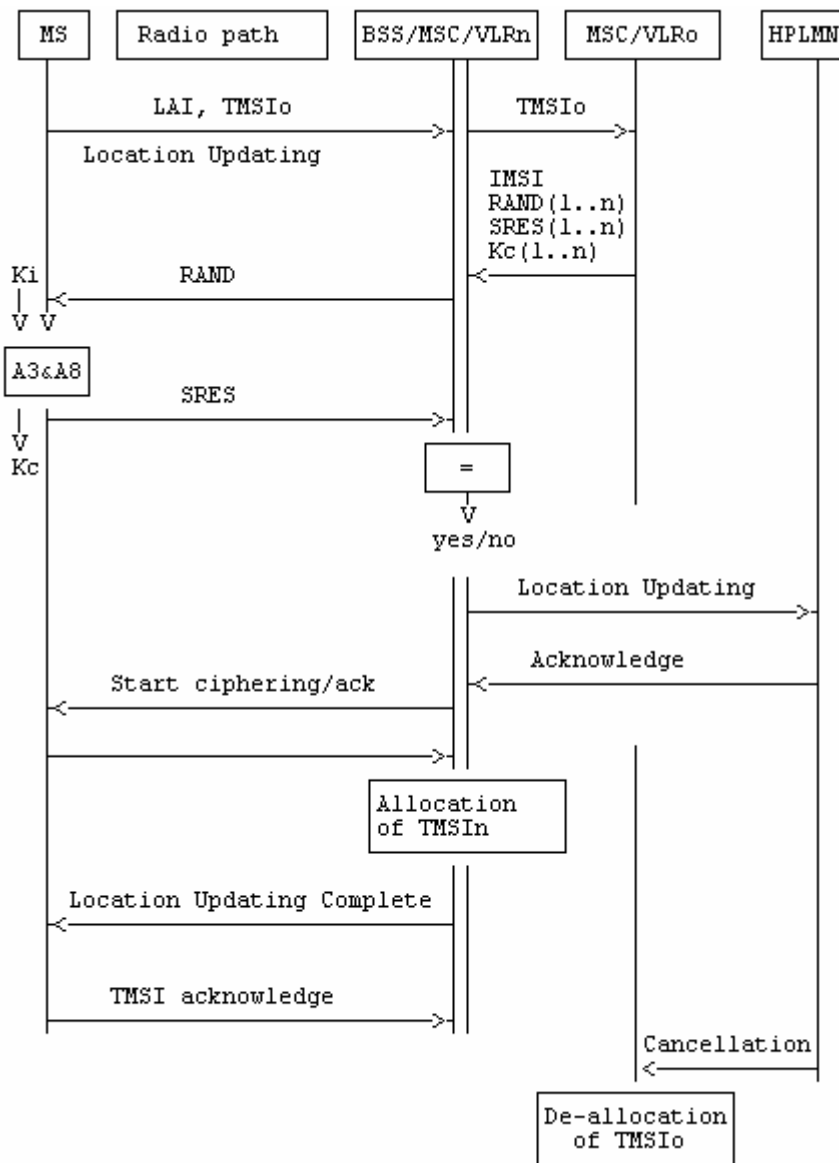 MS
Radio path
BSS/MSC/VLRn
MSC/VLRo
HPLMN
LAI, TMSIo
TMSIo
Location Updating
IMSI
RAND(1..n)
SRES(1..n)
Kc(1..n)
Ki
RAND
V V
A3&A8
SRES
V
Kc
=
V
yes/no
Location Updating
Acknowledge
Start ciphering/ack
Allocation
of TMSIn
Location Updating Complete
TMSI acknowledge
Cancellation
De-allocation
of TMSIo